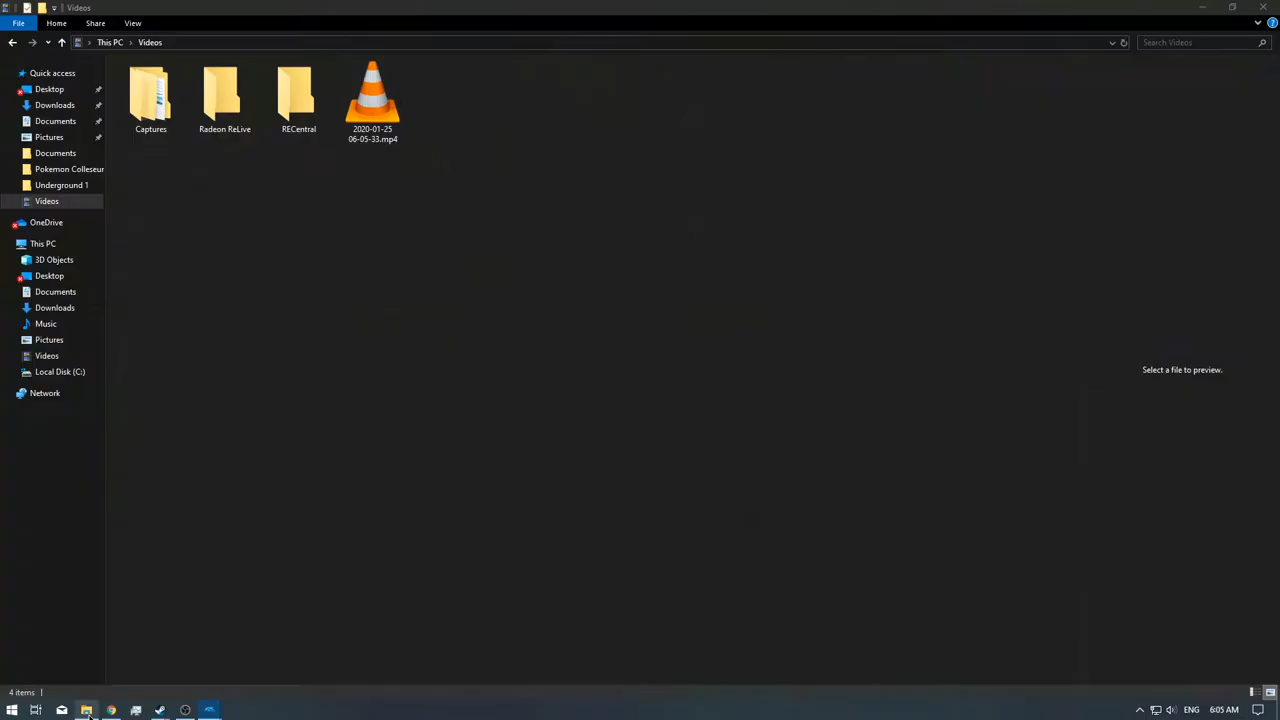 Videos
File Home Share View
This PC Videos Search Videos
Quick access
Desktop
Downloads
Documents
Pictures
Documents
Pokemon Colleseur
Underground 1
Videos
OneDrive
This PC
3D Objects
Desktop
Documents
Downloads
Music
Pictures
Videos
Local Disk (C:)
Network
Captures
Radeon ReLive
RECentral
2020-01-25
06-05-33.mp4
Select a file to preview.
4 items
ENG 6:05 AM